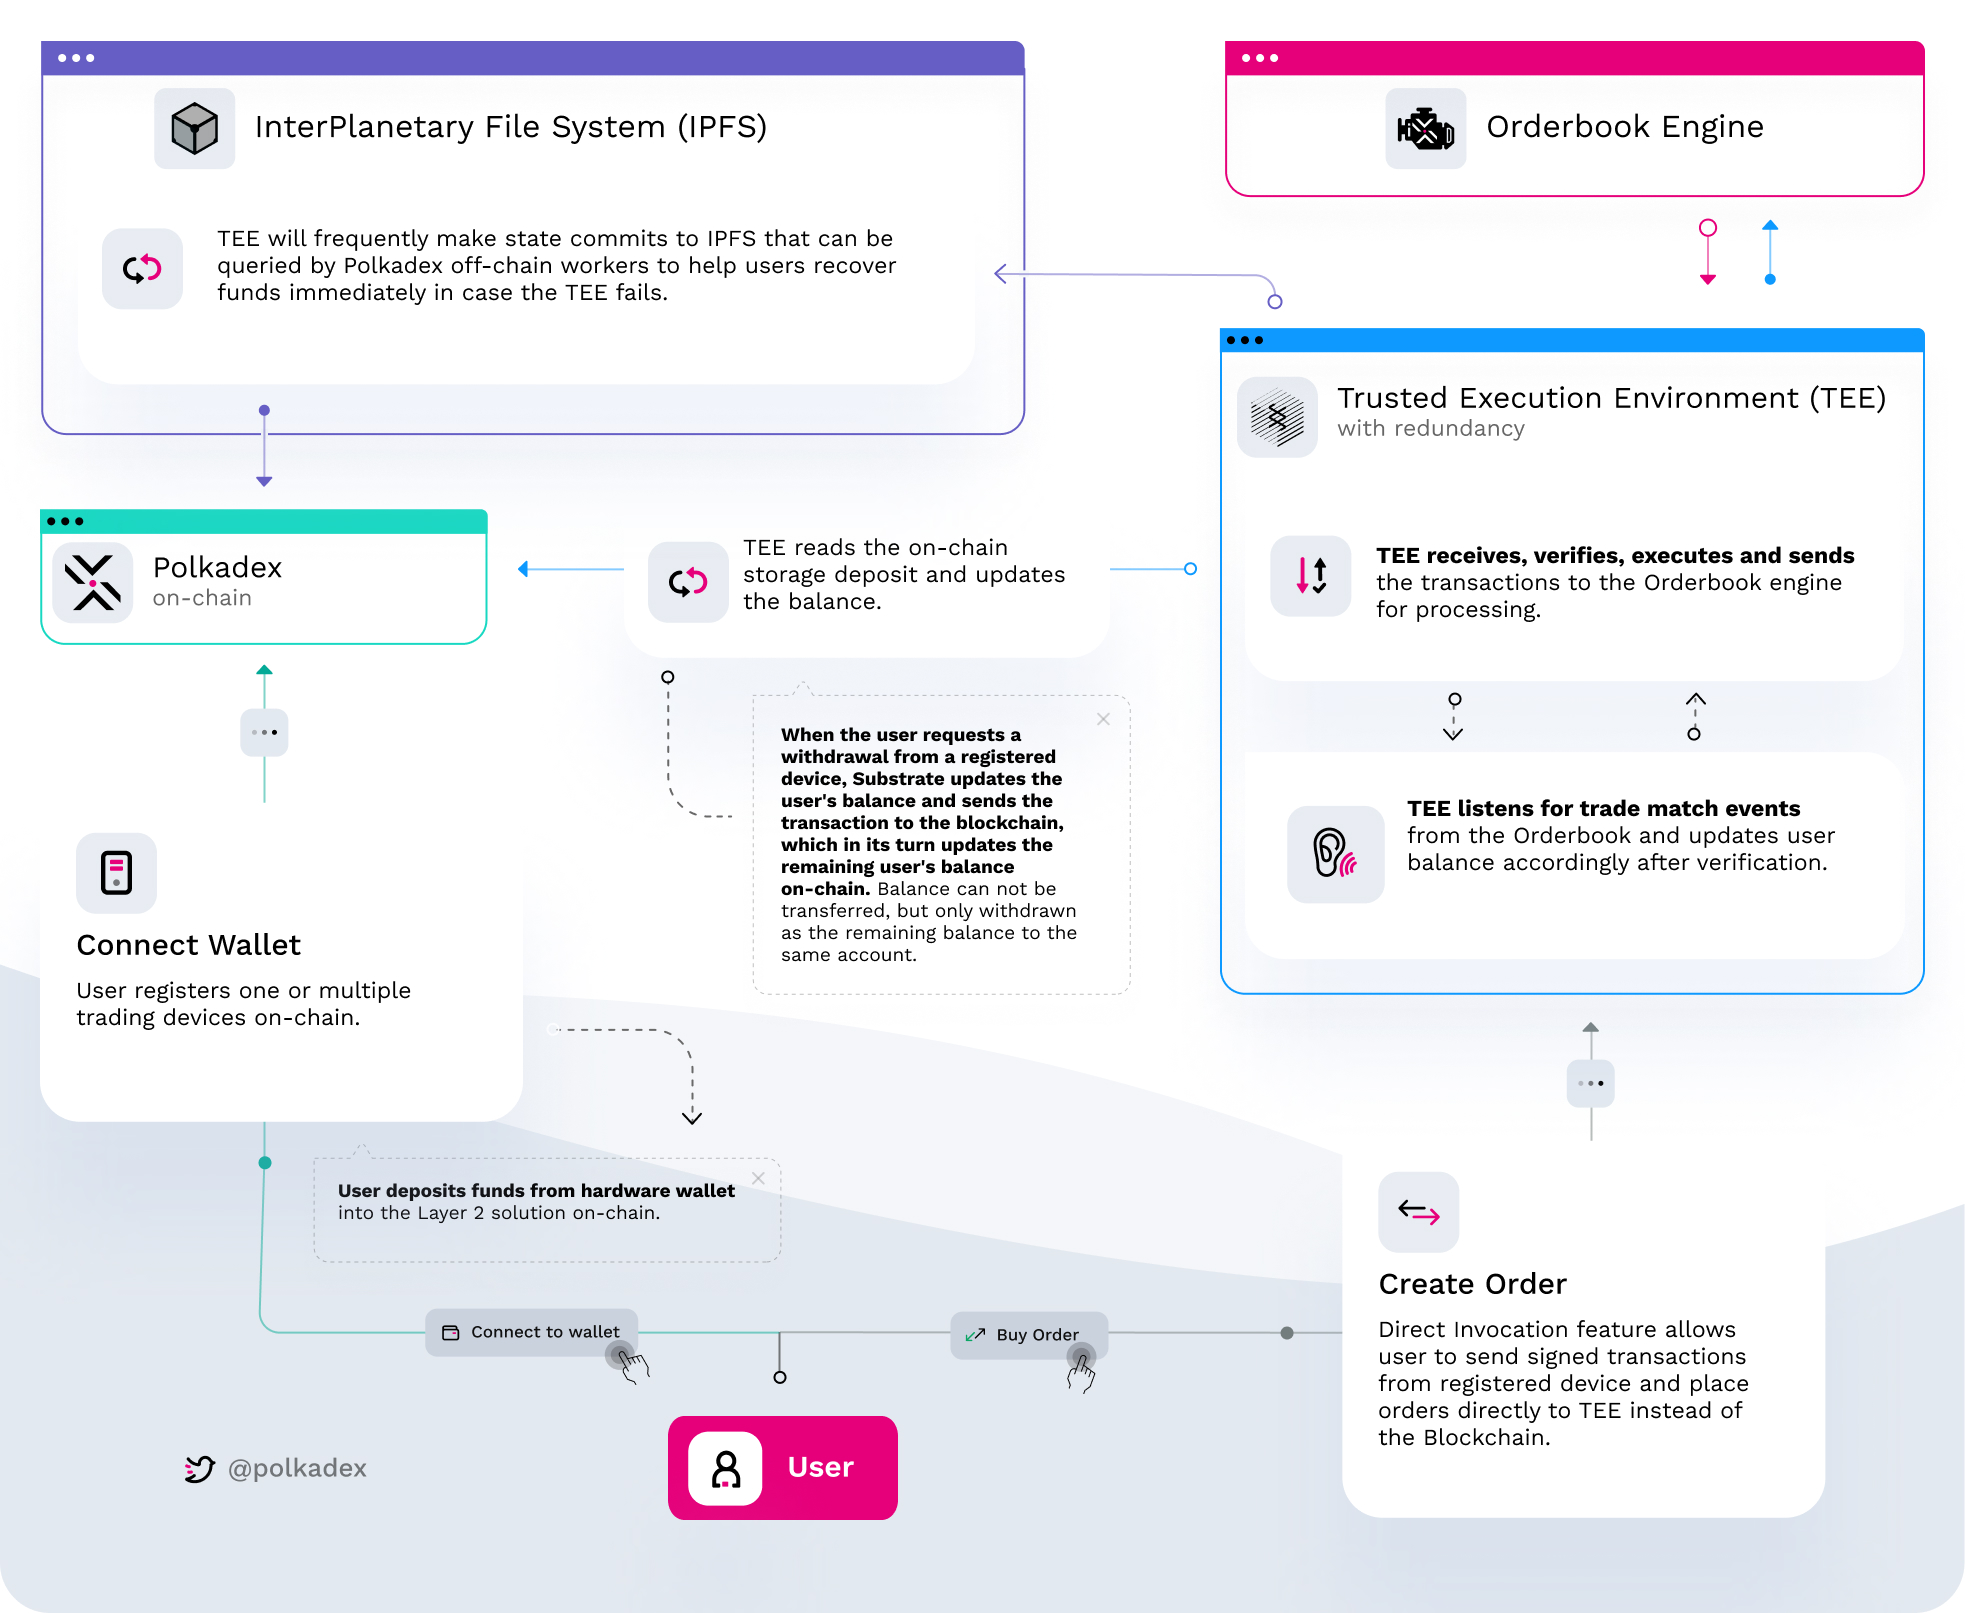 InterPlanetary File System (IPFS)
TEE will frequently make state commits to IPFS that can be
queried by Polkadex off-chain workers to help users recover
funds immediately in case the TEE fails.
Orderbook Engine
Trusted Execution Environment (TEE)
with redundancy
TEE receives, verifies, executes and sends
the transactions to the Orderbook engine
for processing.
TEE listens for trade match events
from the Orderbook and updates user
balance accordingly after verification.
Polkadex
on-chain
TEE reads the on-chain
storage deposit and updates
the balance.
When the user requests a
withdrawal from a registered
device, Substrate updates the
user's balance and sends the
transaction to the blockchain,
which in its turn updates the
remaining user's balance
on-chain. Balance can not be
transferred, but only withdrawn
as the remaining balance to the
same account.
Connect Wallet
User registers one or multiple
trading devices on-chain.
User deposits funds from hardware wallet
into the Layer 2 solution on-chain.
Connect to wallet
Buy Order
Create Order
Direct Invocation feature allows
user to send signed transactions
from registered device and place
orders directly to TEE instead of
the Blockchain.
User
@polkadex